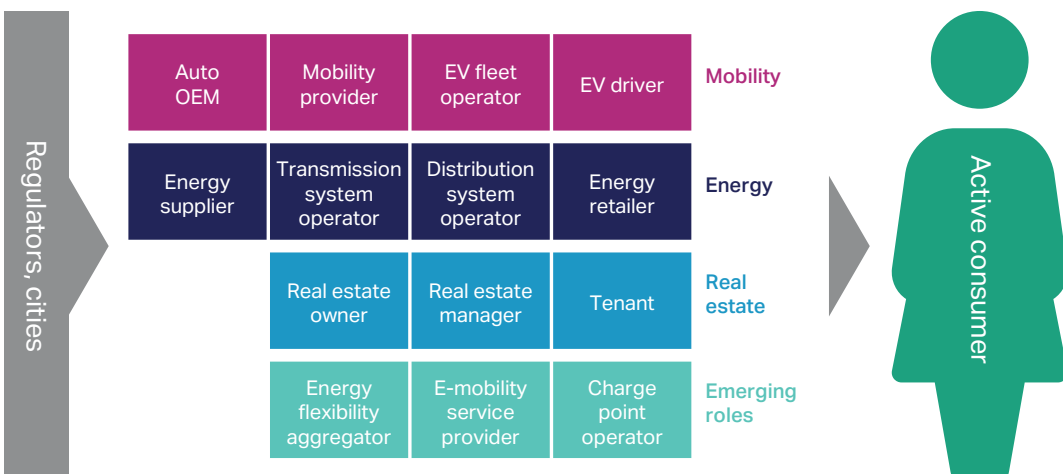 Regulators, cities
Auto
OEM
Mobility
provider
EV fleet
operator
EV driver
Mobility
Energy
supplier
Transmission
system
operator
Distribution
system
operator
Energy
retailer
Energy
Real estate
owner
Real estate
manager
Tenant
Real
estate
Energy
flexibility
aggregator
E-mobility
service
provider
Charge
point
operator
Emerging
roles
Active consumer